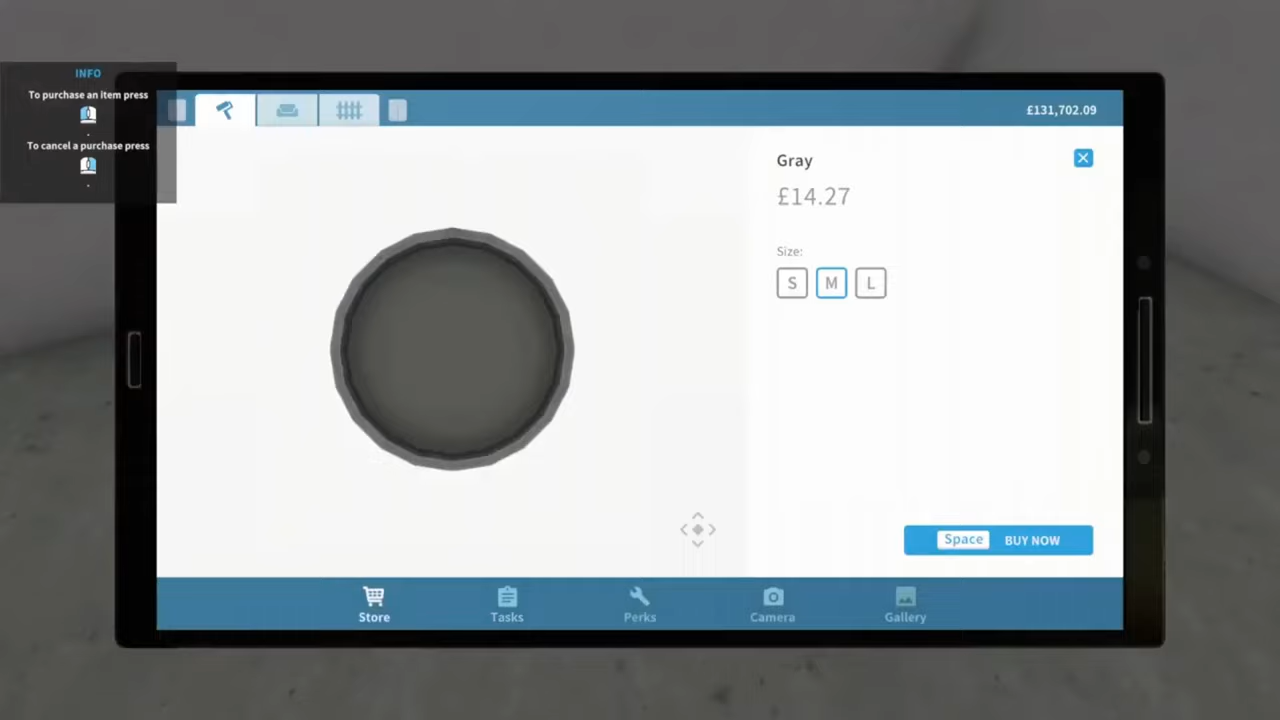 INFO
To purchase an item press
.
To cancel a purchase press
.
£131,702.09
Gray
£14.27
Size:
S M L
Space BUY NOW
Store Tasks Perks Camera Gallery